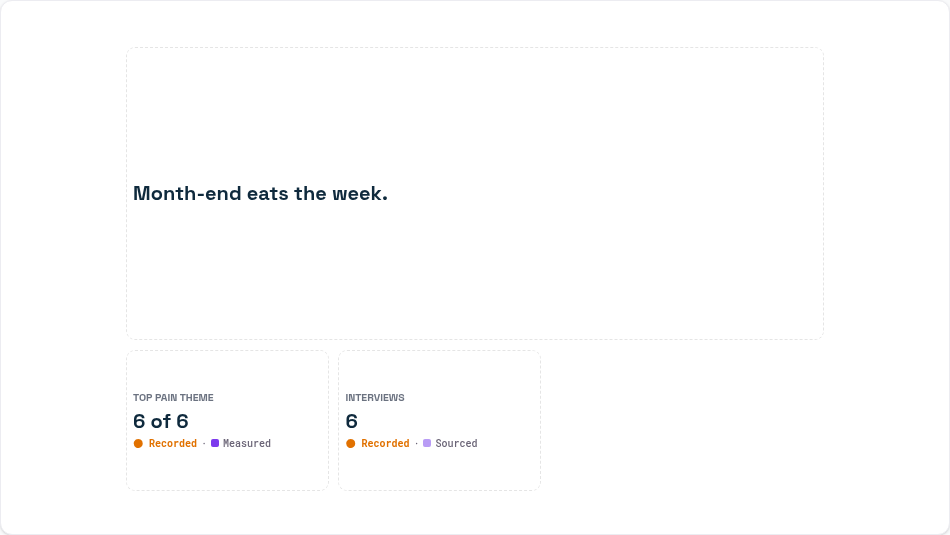 Month-end eats the week.
TOP PAIN THEME
6 of 6
Recorded · Measured
INTERVIEWS
6
Recorded · Sourced